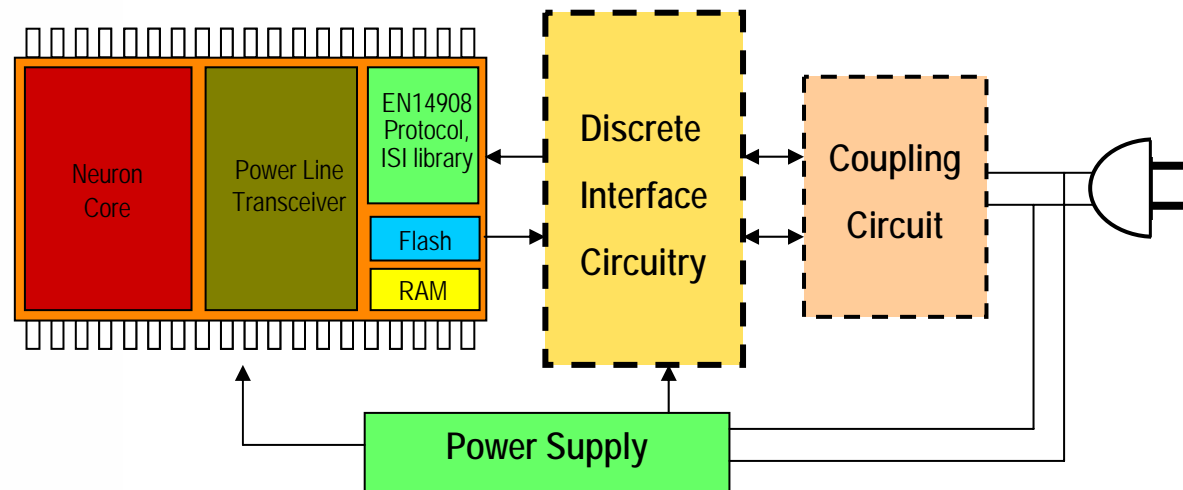 Neuron
Core
Power Line
Transceiver
EN14908
Protocol,
ISI library
Flash
RAM
Discrete
Interface
Circuitry
Coupling
Circuit
Power Supply